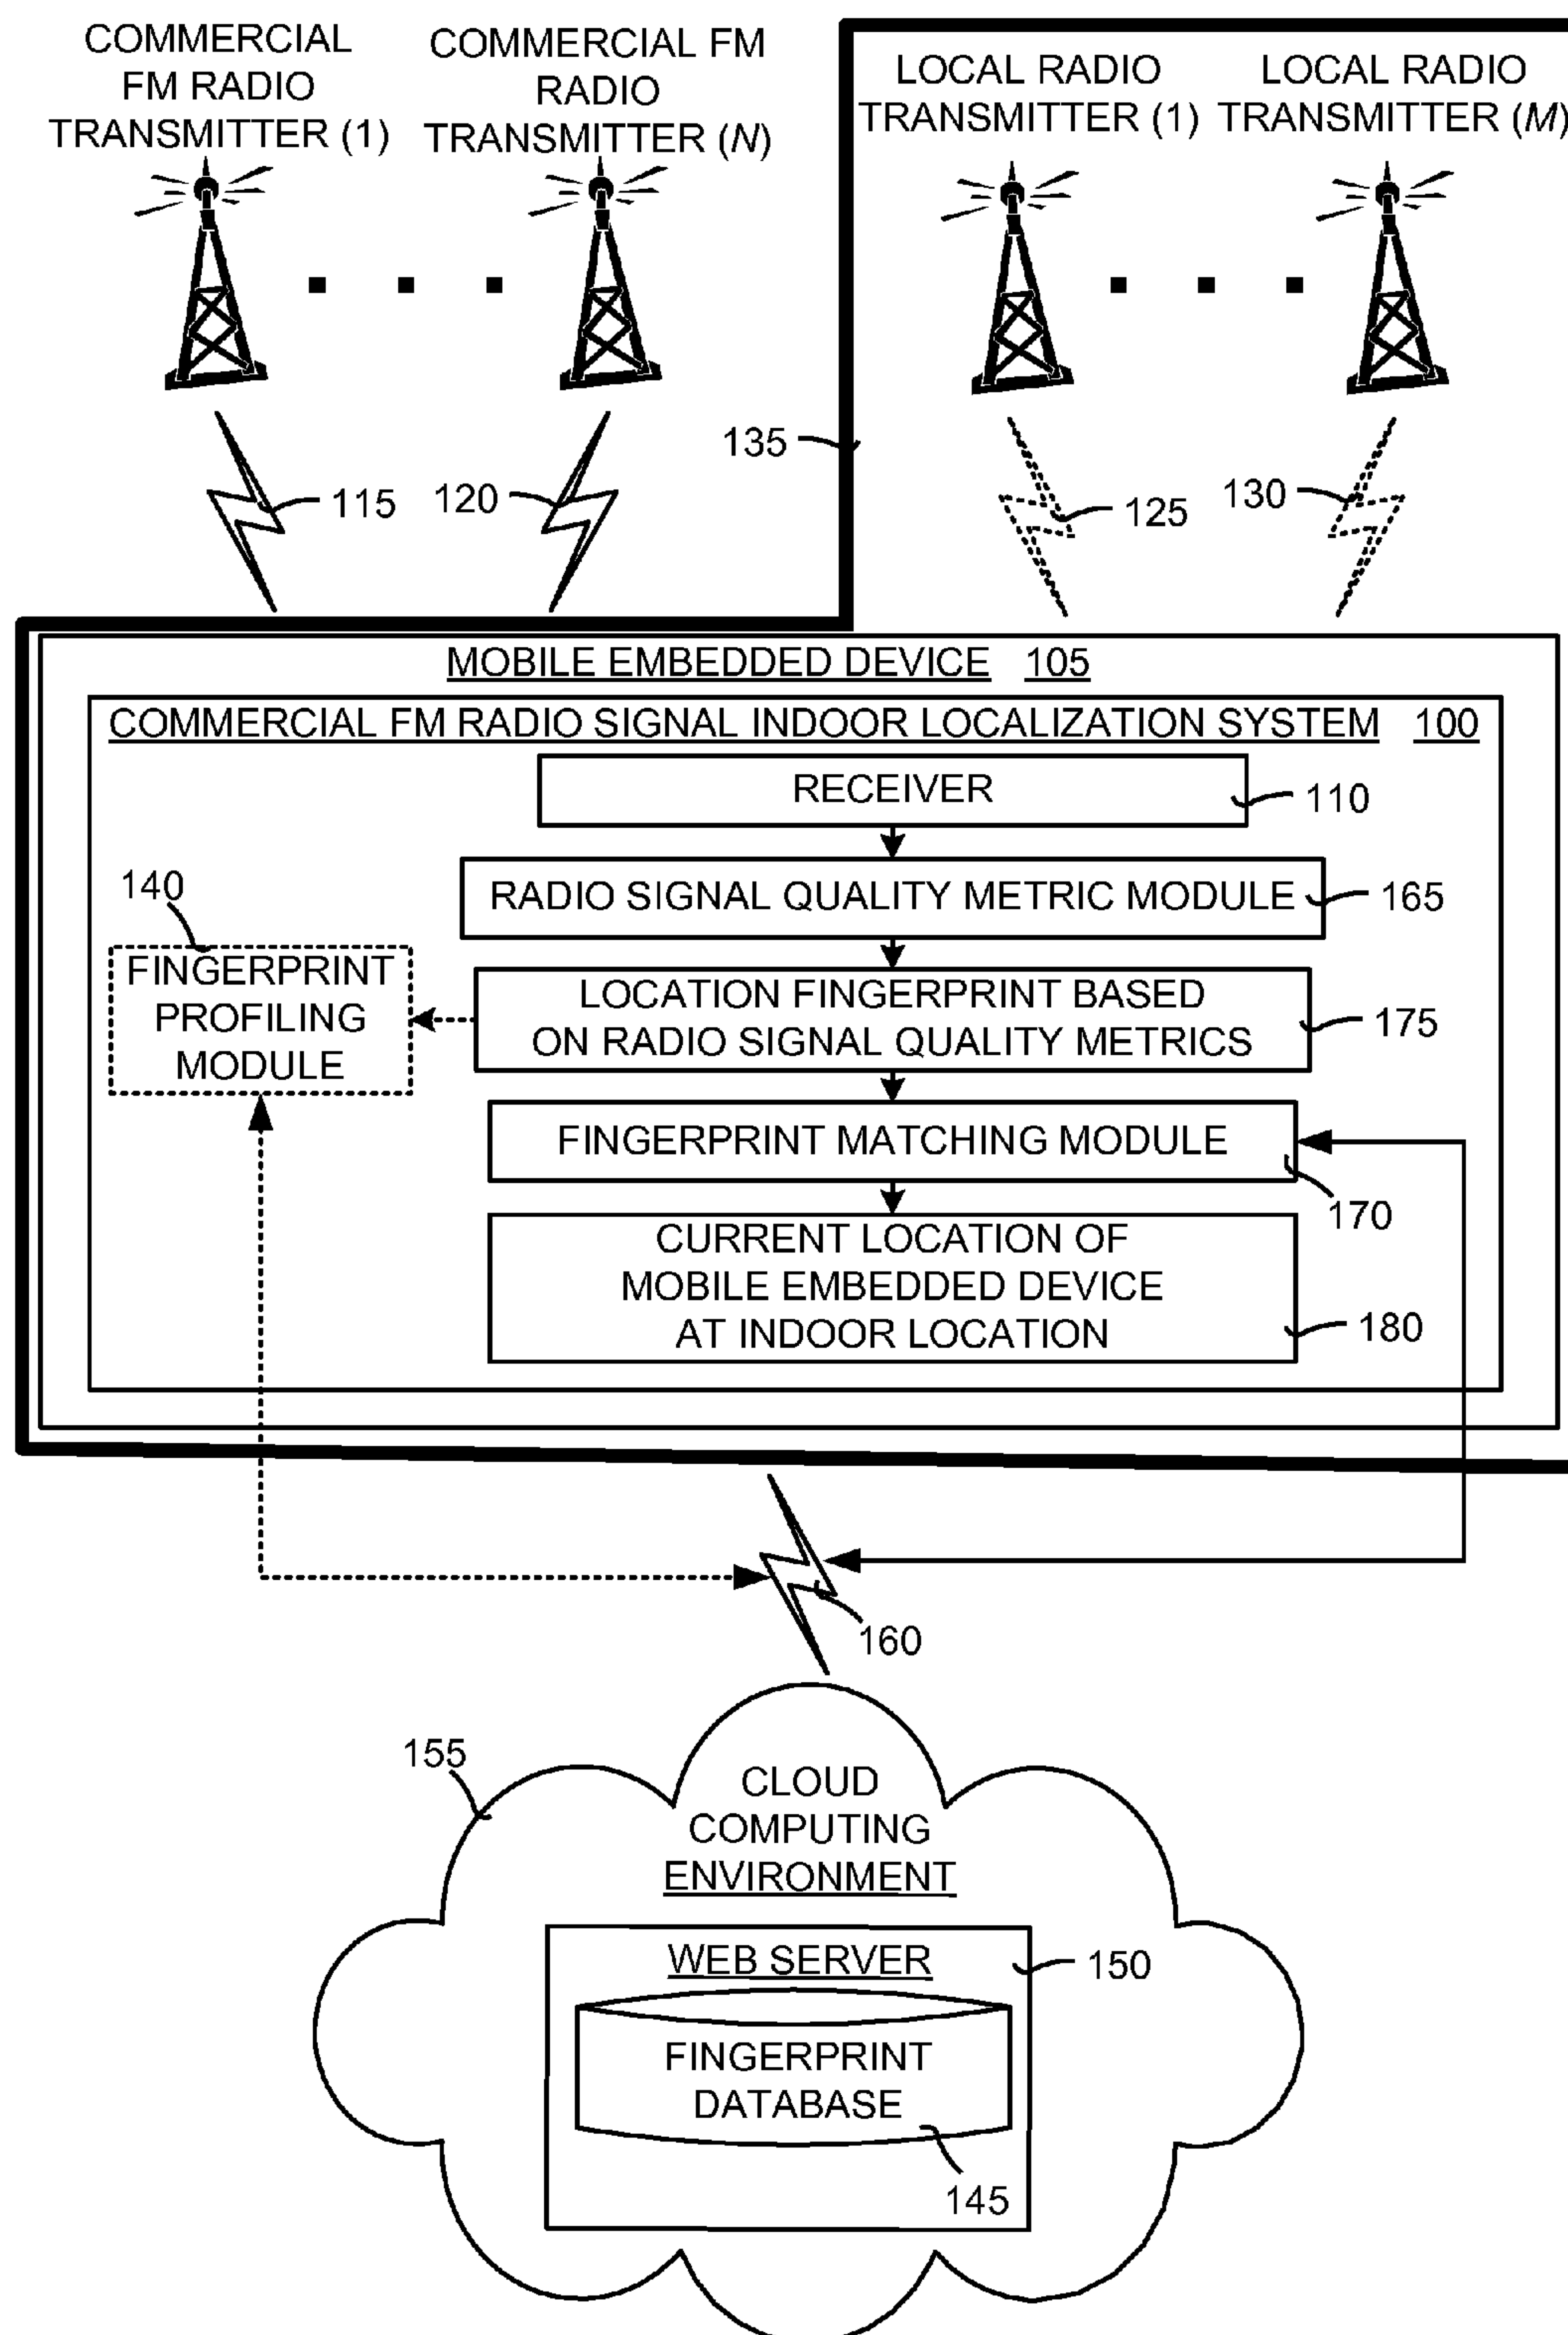 COMMERCIAL
FM RADIO
TRANSMITTER (1)
COMMERCIAL FM
RADIO
TRANSMITTER (N)
LOCAL RADIO
TRANSMITTER (1)
LOCAL RADIO
TRANSMITTER (M)
135
115
120
125
130
MOBILE EMBEDDED DEVICE 105
COMMERCIAL FM RADIO SIGNAL INDOOR LOCALIZATION SYSTEM 100
RECEIVER
110
RADIO SIGNAL QUALITY METRIC MODULE
165
140
FINGERPRINT
PROFILING
MODULE
LOCATION FINGERPRINT BASED
ON RADIO SIGNAL QUALITY METRICS
175
FINGERPRINT MATCHING MODULE
170
CURRENT LOCATION OF
MOBILE EMBEDDED DEVICE
AT INDOOR LOCATION
180
160
155
CLOUD
COMPUTING
ENVIRONMENT
WEB SERVER
150
FINGERPRINT
DATABASE
145